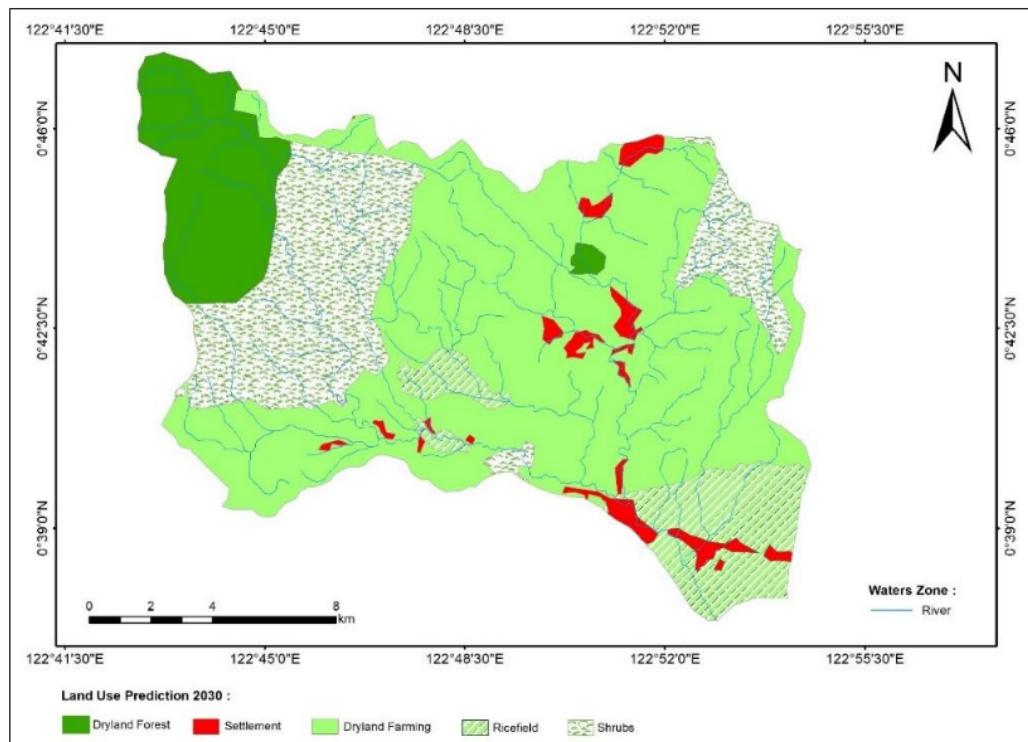 122°41'30"E 122°45'0"E 122°48'30"E 122°52'0"E 122°55'30"E
N
0°46'0"N 0°46'0"N
0°42'30"N 0°42'30"N
0°39'0"N 0°39'0"N
Waters Zone :
River
0 2 4 8
km
122°41'30"E 122°45'0"E 122°48'30"E 122°52'0"E 122°55'30"E
Land Use Prediction 2030 :
Dryland Forest Settlement Dryland Farming Ricefield Shrubs